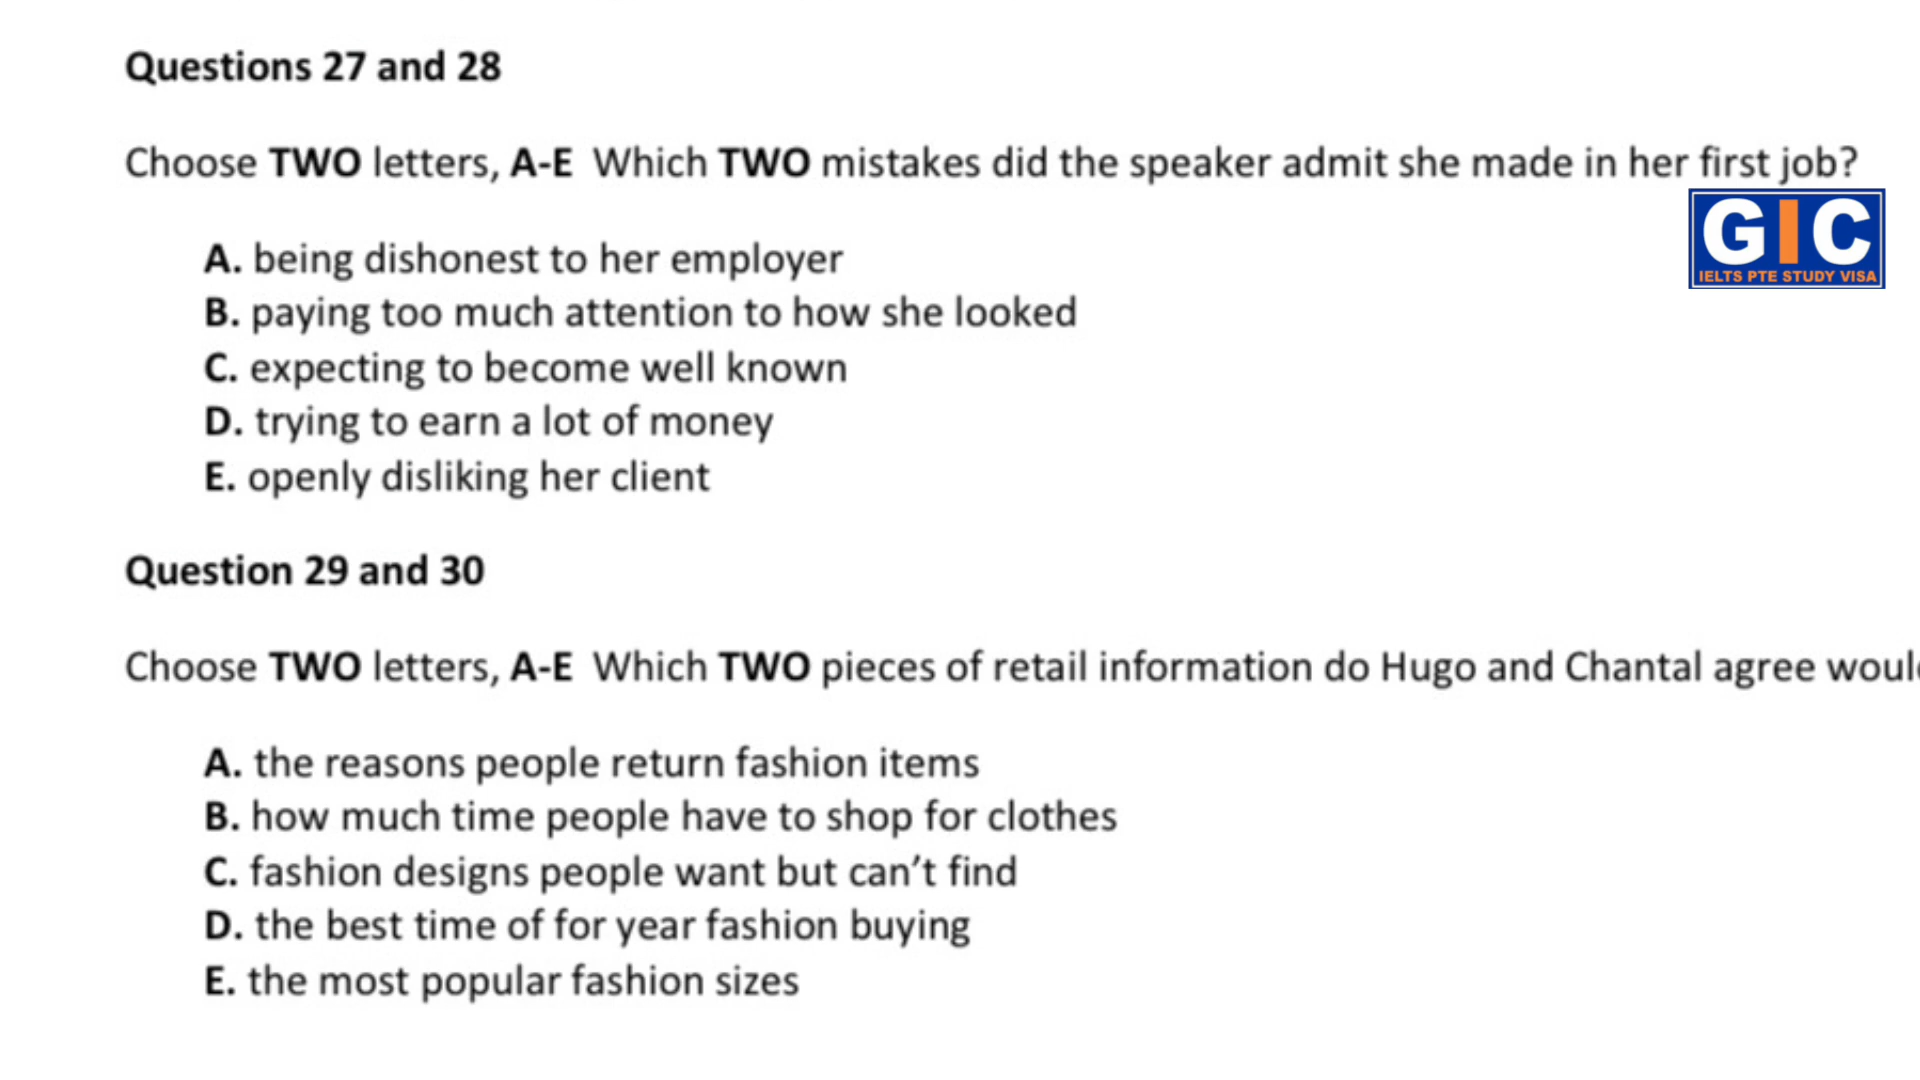 Questions 27 and 28
Choose TWO letters, A-E Which TWO mistakes did the speaker admit she made in her first job?
GIC
IELTS PTE STUDY VISA
A. being dishonest to her employer
B. paying too much attention to how she looked
C. expecting to become well known
D. trying to earn a lot of money
E. openly disliking her client
Question 29 and 30
Choose TWO letters, A-E Which TWO pieces of retail information do Hugo and Chantal agree
A. the reasons people return fashion items
B. how much time people have to shop for clothes
C. fashion designs people want but can't find
D. the best time of for year fashion buying
E. the most popular fashion sizes